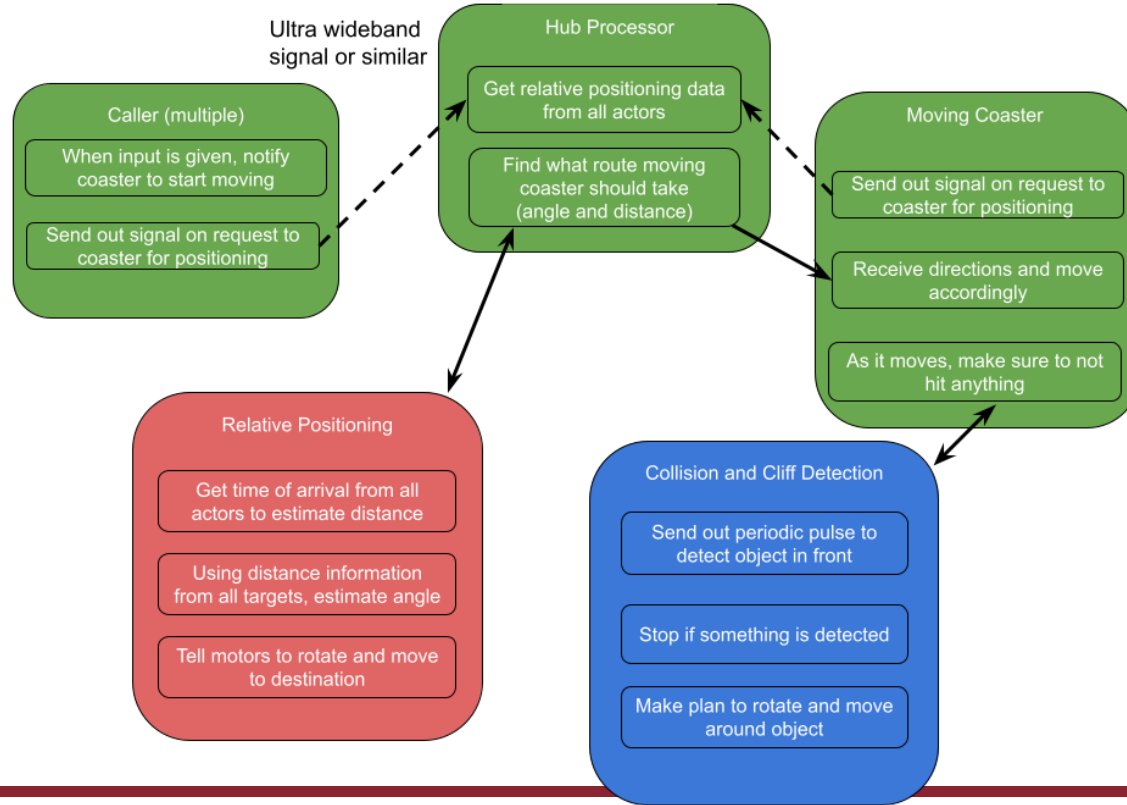 Ultra wideband
signal or similar
Hub Processor
Get relative positioning data
from all actors
Find what route moving
coaster should take
(angle and distance)
Caller (multiple)
When input is given, notify
coaster to start moving
Send out signal on request to
coaster for positioning
Moving Coaster
Send out signal on request to
coaster for positioning
Receive directions and move
accordingly
As it moves, make sure to not
hit anything
Relative Positioning
Get time of arrival from all
actors to estimate distance
Using distance information
from all targets, estimate angle
Tell motors to rotate and move
to destination
Collision and Cliff Detection
Send out periodic pulse to
detect object in front
Stop if something is detected
Make plan to rotate and move
around object